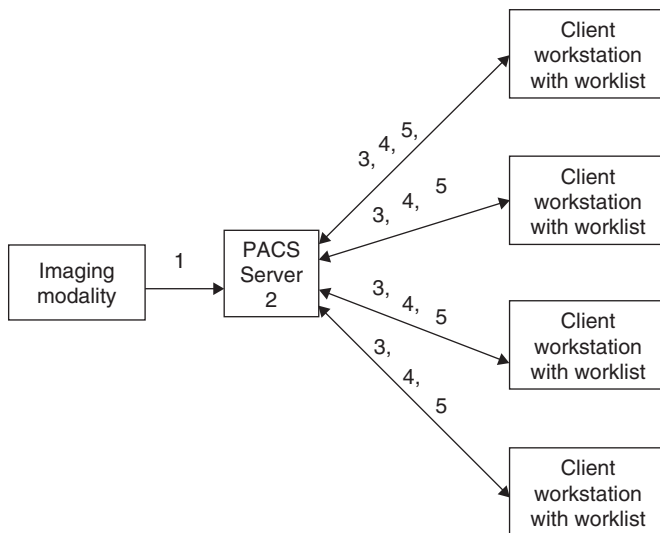 Client
workstation
with worklist
3, 4, 5,
Client
workstation
with worklist
3, 4, 5
Imaging
modality
1
PACS
Server
2
3,
4,
5
Client
workstation
with worklist
3,
4,
5
Client
workstation
with worklist